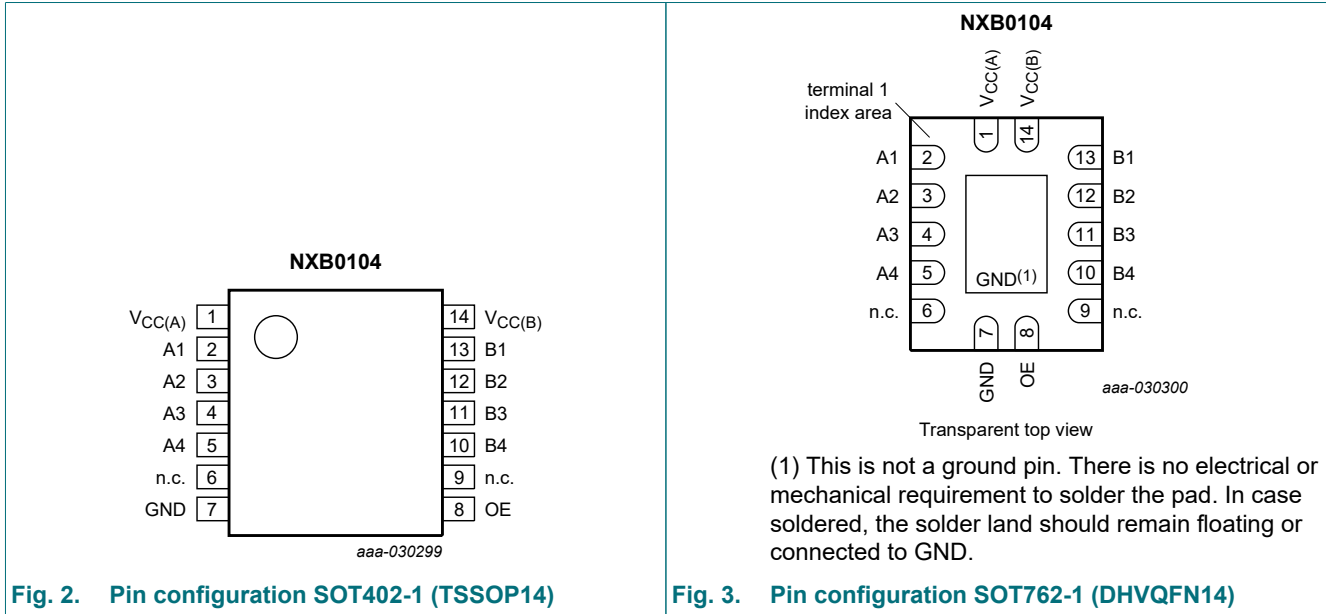 NXB0104
VCC(A) 1
A1 2
A2 3
A3 4
A4 5
n.c. 6
GND 7
14 VCC(B)
13 B1
12 B2
11 B3
10 B4
9 n.c.
8 OE
aaa-030299
Fig. 2. Pin configuration SOT402-1 (TSSOP14)
NXB0104
terminal 1
index area
VCC(A)
VCC(B)
1
14
A1 2
A2 3
A3 4
A4 5
n.c. 6
13 B1
12 B2
11 B3
10 B4
9 n.c.
GND(1)
7
8
GND
OE
aaa-030300
Transparent top view
(1) This is not a ground pin. There is no electrical or
mechanical requirement to solder the pad. In case
soldered, the solder land should remain floating or
connected to GND.
Fig. 3. Pin configuration SOT762-1 (DHVQFN14)